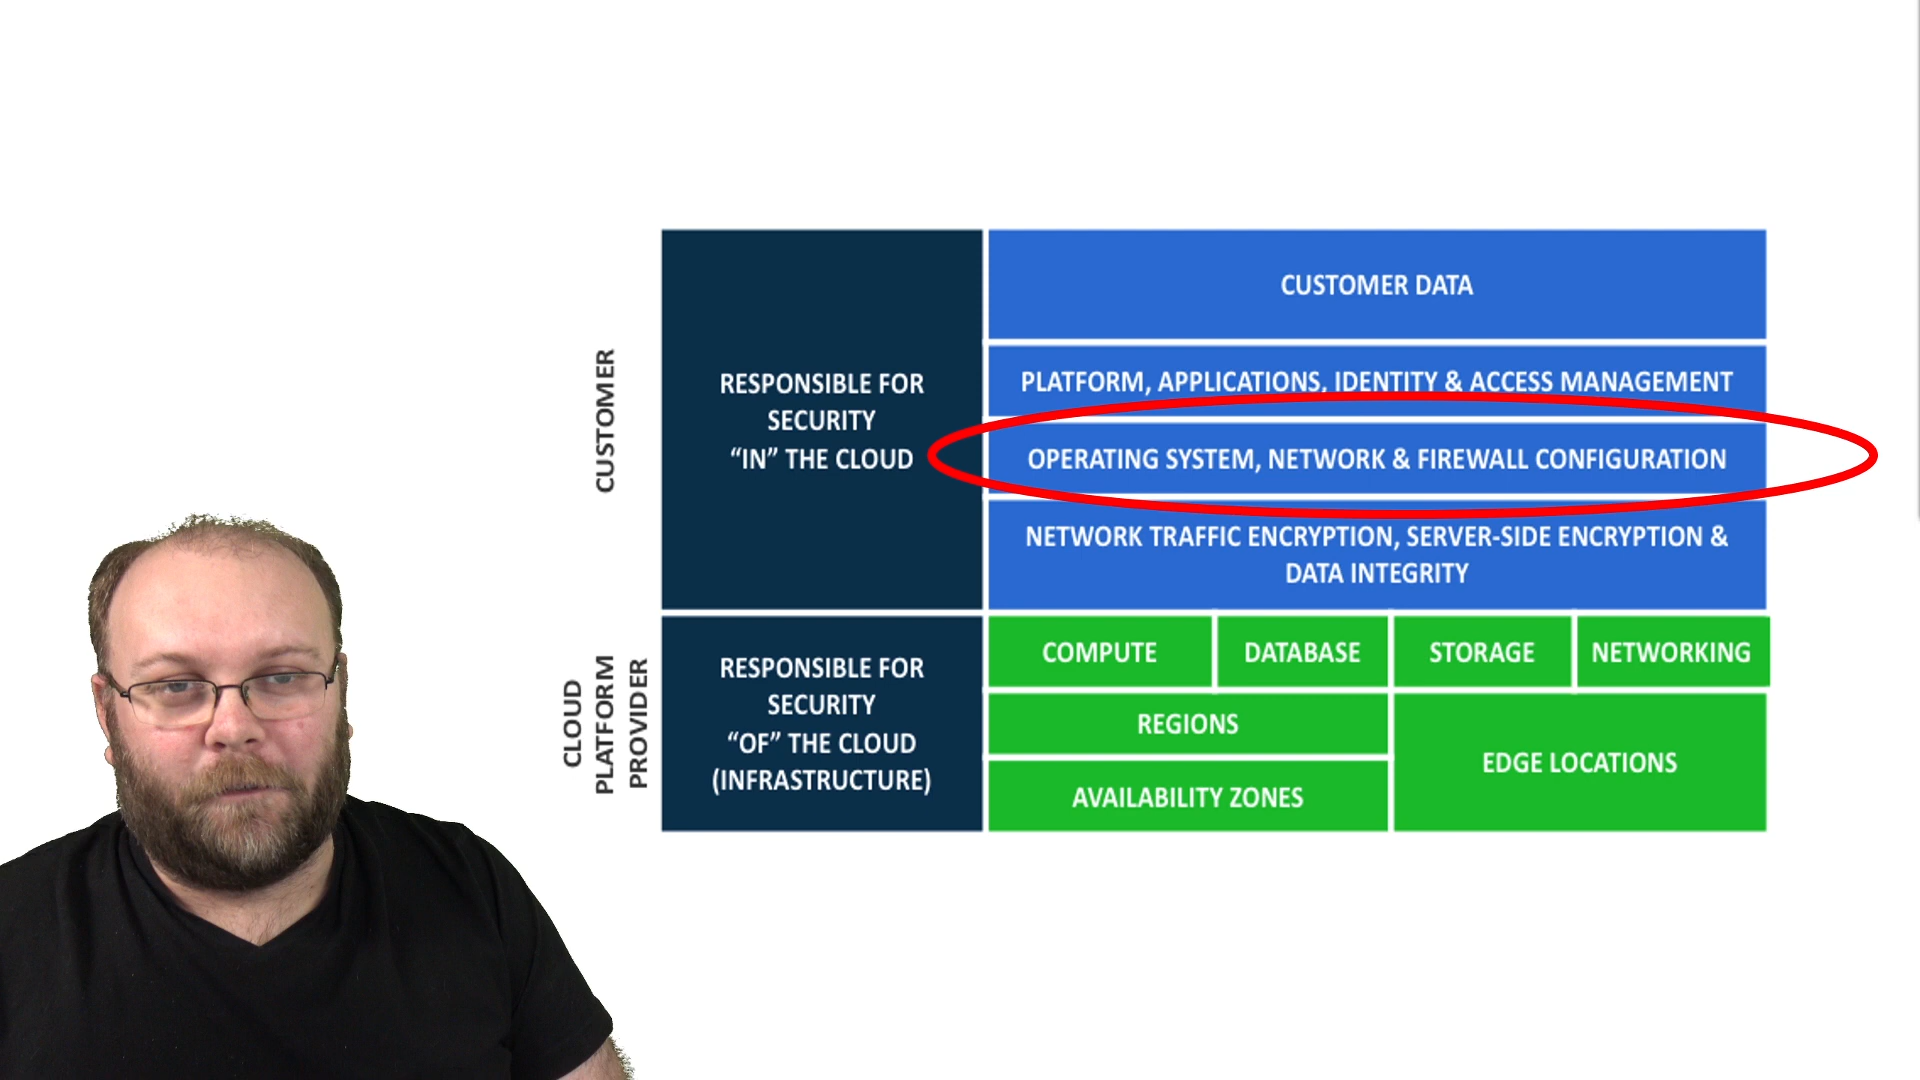 CUSTOMER
RESPONSIBLE FOR
SECURITY
“IN” THE CLOUD
CUSTOMER DATA
PLATFORM, APPLICATIONS, IDENTITY & ACCESS MANAGEMENT
OPERATING SYSTEM, NETWORK & FIREWALL CONFIGURATION
NETWORK TRAFFIC ENCRYPTION, SERVER-SIDE ENCRYPTION &
DATA INTEGRITY
CLOUD
PLATFORM
PROVIDER
RESPONSIBLE FOR
SECURITY
“OF” THE CLOUD
(INFRASTRUCTURE)
COMPUTE
DATABASE
STORAGE
NETWORKING
REGIONS
AVAILABILITY ZONES
EDGE LOCATIONS